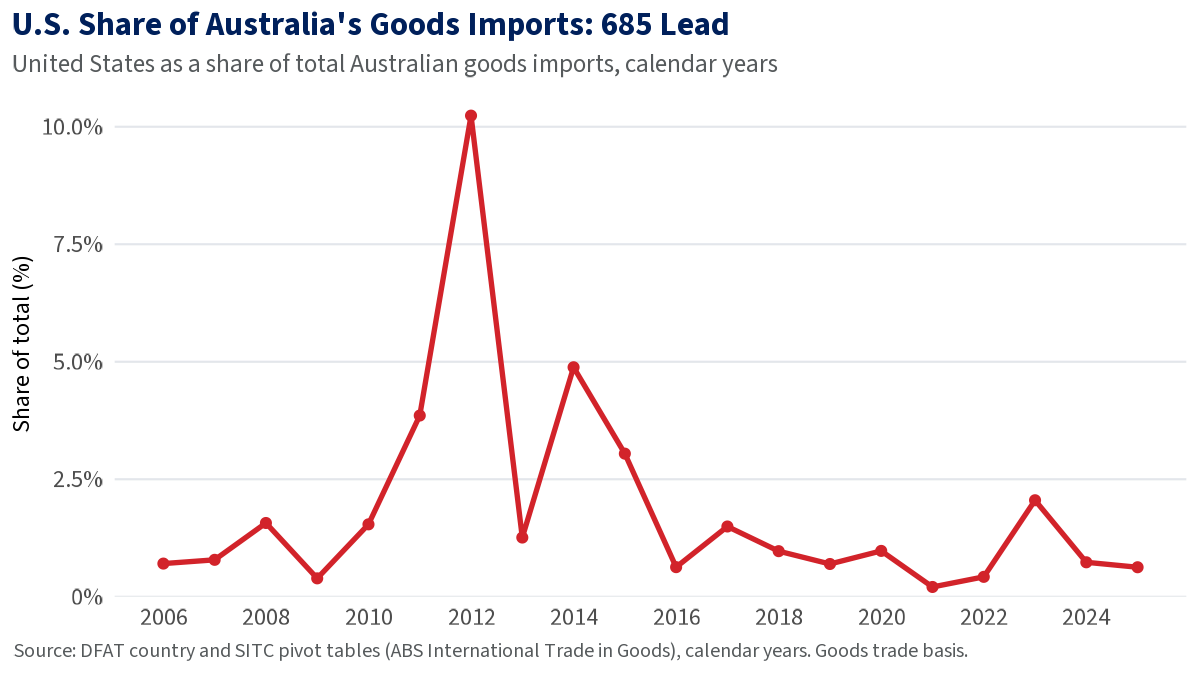 U.S. Share of Australia's Goods Imports: 685 Lead
United States as a share of total Australian goods imports, calendar years
Share of total (%)
10.0%
7.5%
5.0%
2.5%
0%
2006 2008 2010 2012 2014 2016 2018 2020 2022 2024
Source: DFAT country and SITC pivot tables (ABS International Trade in Goods), calendar years. Goods trade basis.